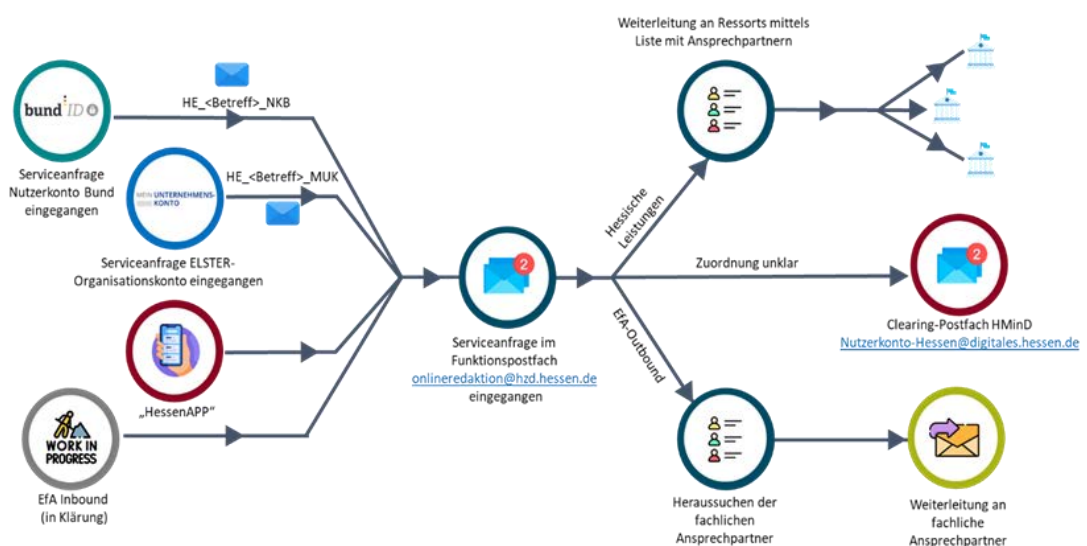 Weiterleitung an Ressorts mittels
Liste mit Ansprechpartnern
HE_<Betreff>_NKB
bund ID
Serviceanfrage
Nutzerkonto Bund
eingegangen
HE_<Betreff>_MUK
MEIN UNTERNEHMENS-
KONTO
Serviceanfrage ELSTER-
Organisationskonto eingegangen
Hessische
Leistungen
2
Zuordnung unklar
2
Serviceanfrage im
Funktionspostfach
onlineredaktion@hzd.hessen.de
eingegangen
Clearing-Postfach HMinD
Nutzerkonto-Hessen@digitales.hessen.de
EfA-Outbound
„HessenAPP“
WORK IN
PROGRESS
EfA Inbound
(in Klärung)
Heraussuchen der
fachlichen
Ansprechpartner
Weiterleitung an
fachliche
Ansprechpartner